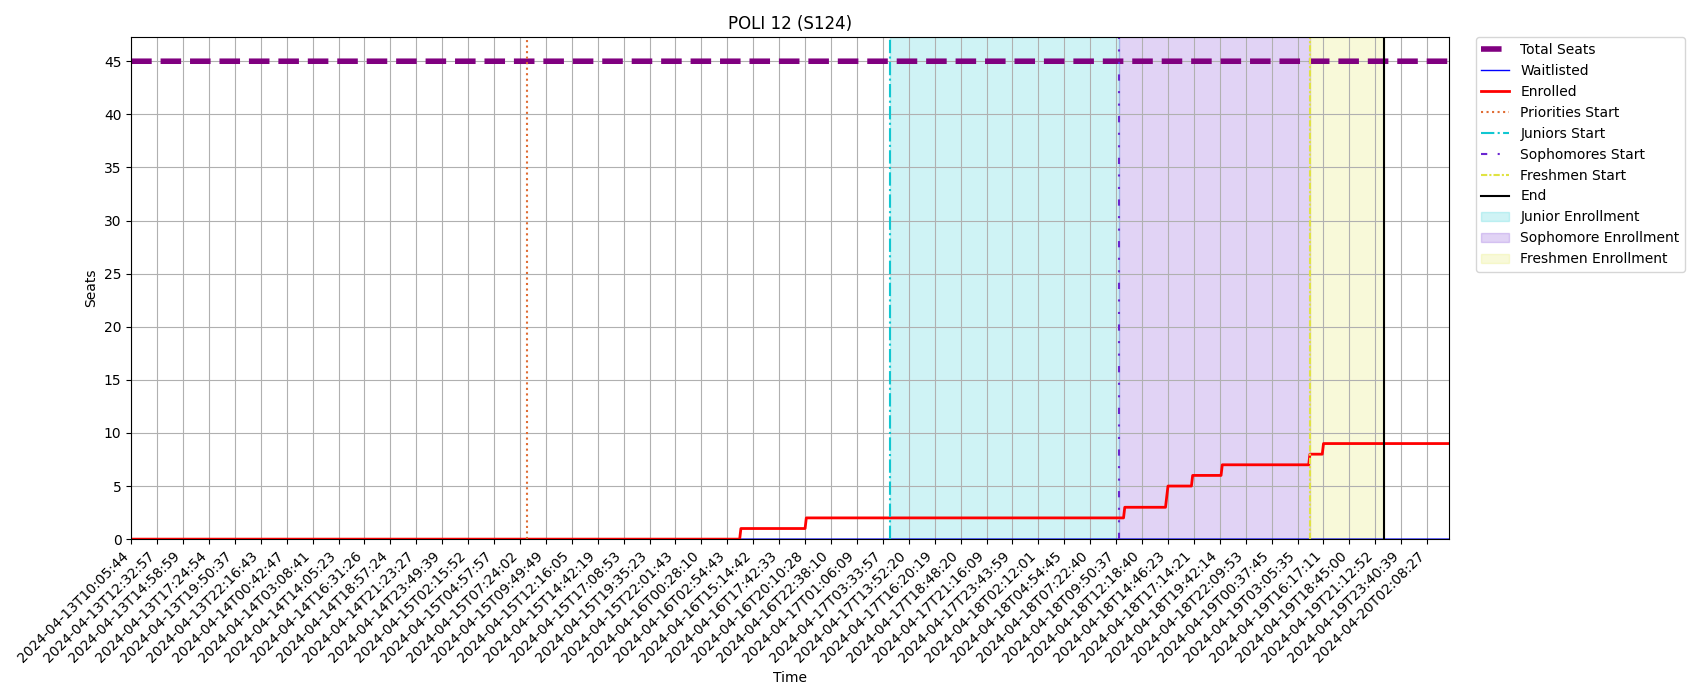 POLI 12 (S124)
Total Seats
Waitlisted
Enrolled
Priorities Start
Juniors Start
Sophomores Start
Freshmen Start
End
Junior Enrollment
Sophomore Enrollment
Freshmen Enrollment
Seats
45
40
35
30
25
20
15
10
5
0
2024-04-13T10:05:44
2024-04-13T12:32:57
2024-04-13T14:58:59
2024-04-13T17:24:54
2024-04-13T19:50:37
2024-04-13T22:16:43
2024-04-14T00:42:47
2024-04-14T03:08:41
2024-04-14T14:05:23
2024-04-14T16:31:26
2024-04-14T18:57:24
2024-04-14T21:23:27
2024-04-14T23:49:39
2024-04-15T02:15:52
2024-04-15T04:57:57
2024-04-15T07:24:02
2024-04-15T09:49:49
2024-04-15T12:16:05
2024-04-15T14:42:19
2024-04-15T17:08:53
2024-04-15T19:35:23
2024-04-15T22:01:43
2024-04-16T00:28:10
2024-04-16T02:54:43
2024-04-16T15:14:42
2024-04-16T17:42:33
2024-04-16T20:10:28
2024-04-16T22:38:10
2024-04-17T01:06:09
2024-04-17T03:33:57
2024-04-17T13:52:20
2024-04-17T16:20:19
2024-04-17T18:48:20
2024-04-17T21:16:09
2024-04-17T23:43:59
2024-04-18T02:12:01
2024-04-18T04:54:45
2024-04-18T07:22:40
2024-04-18T09:50:37
2024-04-18T12:18:40
2024-04-18T14:46:23
2024-04-18T17:14:21
2024-04-18T19:42:14
2024-04-18T22:09:53
2024-04-19T00:37:45
2024-04-19T03:05:35
2024-04-19T16:17:11
2024-04-19T18:45:00
2024-04-19T21:12:52
2024-04-19T23:40:39
2024-04-20T02:08:27
Time